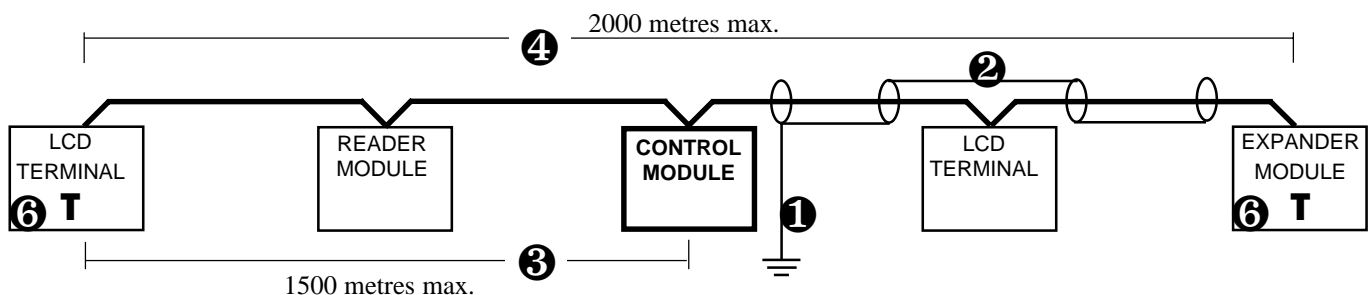 2000 metres max.
❹
❷
LCD
TERMINAL
❻ T
READER
MODULE
CONTROL
MODULE
❶
LCD
TERMINAL
EXPANDER
MODULE
❻ T
❸
1500 metres max.